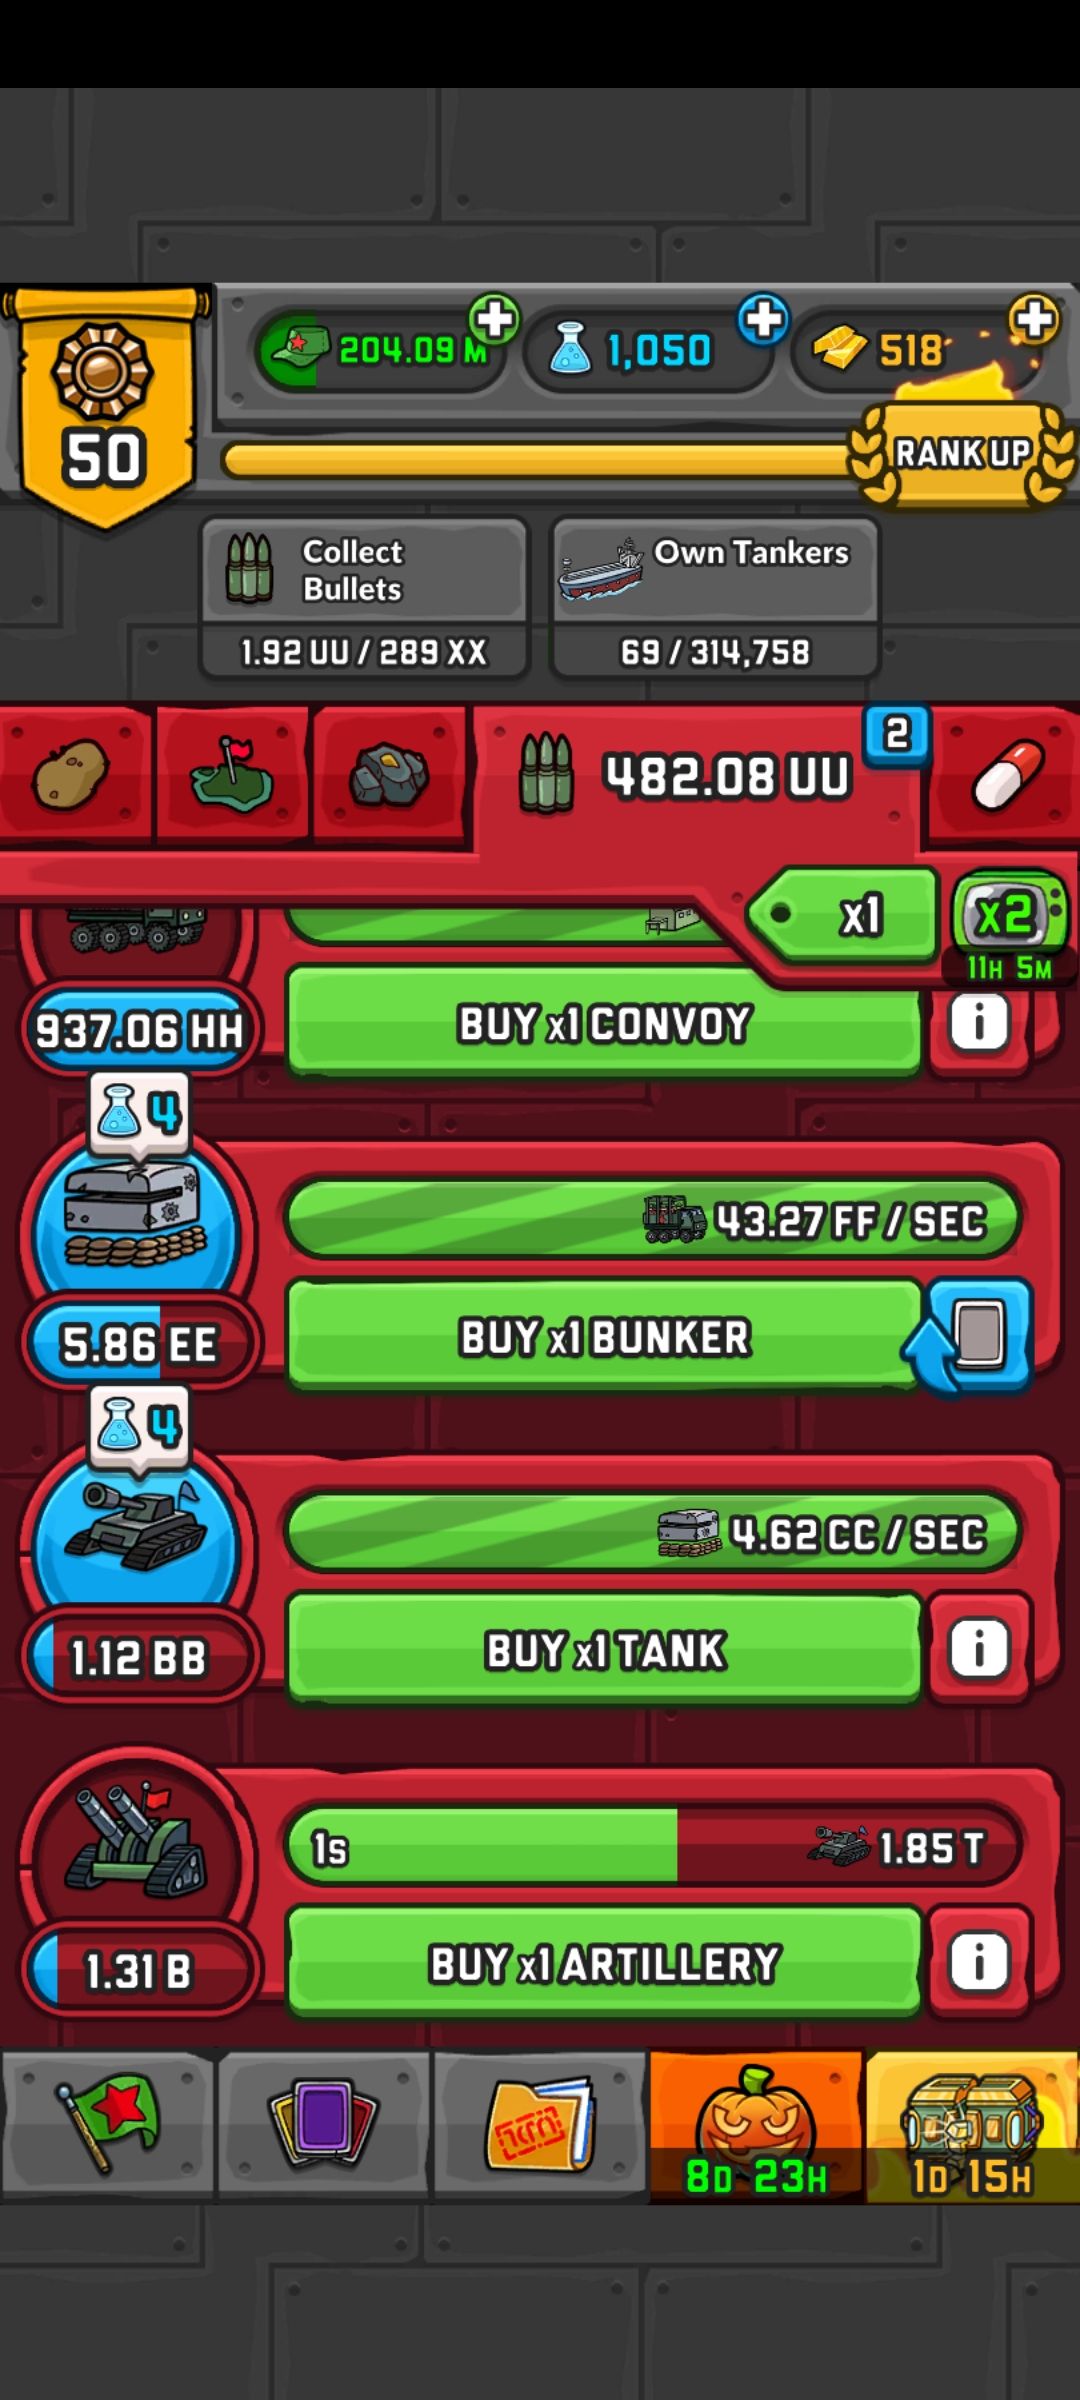 50
204.09 M
1,050
518
RANK UP
Collect
Bullets
1.92 UU / 289 XX
Own Tankers
69 / 314,758
482.08 UU
2
x1
x2
11H 5M
937.06 HH
BUY x1 CONVOY
i
4
43.27 FF / SEC
5.86 EE
BUY x1 BUNKER
4
4.62 CC / SEC
1.12 BB
BUY x1 TANK
i
1s
1.85 T
1.31 B
BUY x1 ARTILLERY
i
8D 23H
1D 15H